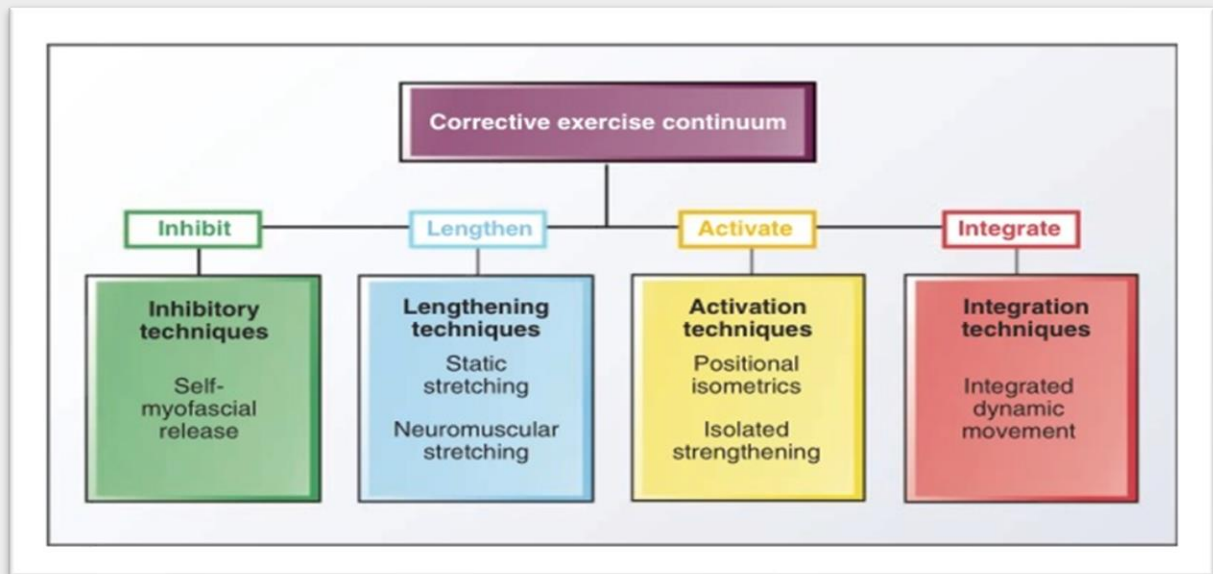 Corrective exercise continuum
Inhibit
Lengthen
Activate
Integrate
Inhibitory
techniques
Self-
myofascial
release
Lengthening
techniques
Static
stretching
Neuromuscular
stretching
Activation
techniques
Positional
isometrics
Isolated
strengthening
Integration
techniques
Integrated
dynamic
movement